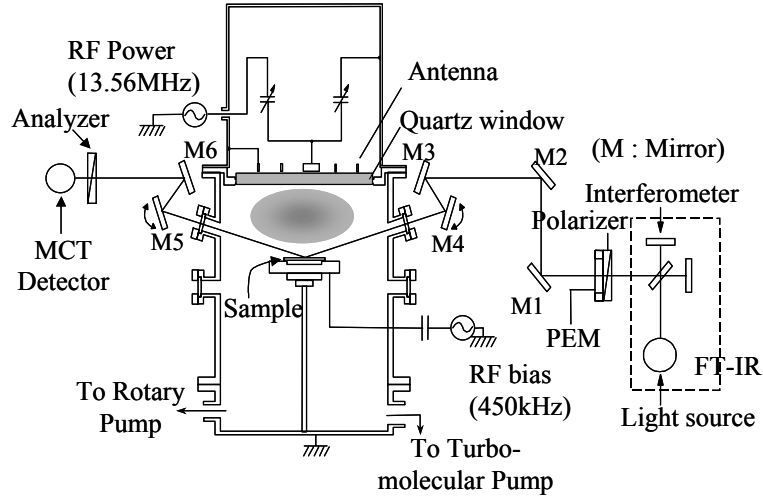 RF Power
(13.56MHz)
Antenna
Analyzer
Quartz window
M6
M3
M2
(M : Mirror)
Interferometer
Polarizer
M5
M4
MCT
Detector
M1
Sample
PEM
FT-IR
RF bias
(450kHz)
To Rotary
Pump
Light source
To Turbo-
molecular Pump